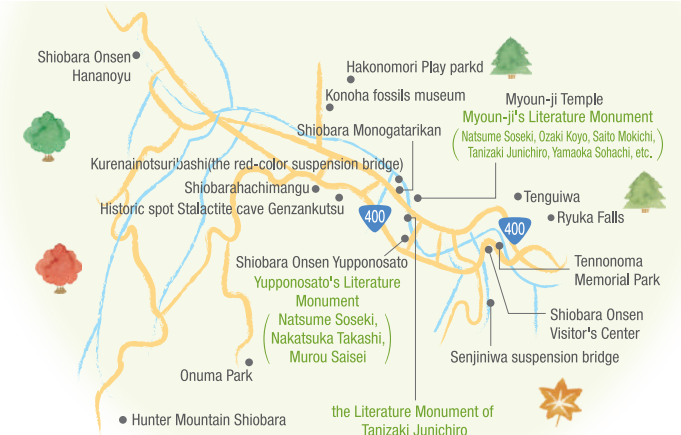 Shiobara Onsen
Hananoyu
Hakonomori Play parkd
Konoha fossils museum
Myoun-ji Temple
Myoun-ji's Literature Monument
(Natsume Soseki, Ozaki Koyo, Saito Mokichi,
Tanizaki Junichiro, Yamaoka Sohachi, etc.)
Shiobara Monogatarikan
Kurenainotsuribashi(the red-color suspension bridge)
Shiobarahachimangu
Historic spot Stalactite cave Genzankutsu
Tenguiwa
Ryuka Falls
400
400
Shiobara Onsen Yupponosato
Yupponosato's Literature
Monument
(Natsume Soseki,
Nakatsuka Takashi,
Murou Saisei)
Tennonoma
Memorial Park
Shiobara Onsen
Visitor's Center
Senjiniwa suspension bridge
Onuma Park
Hunter Mountain Shiobara
the Literature Monument of
Tanizaki Junichiro